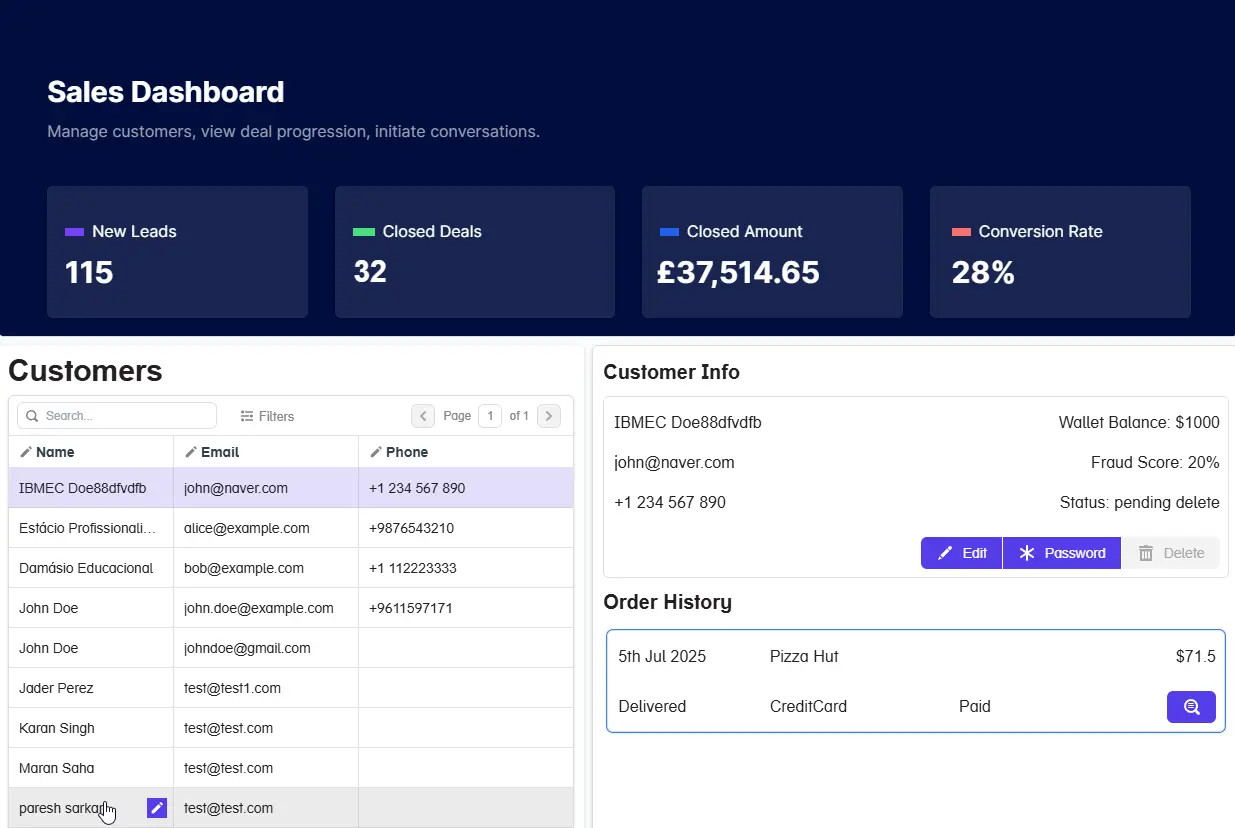 Sales Dashboard
Manage customers, view deal progression, initiate conversations.
New Leads
115
Closed Deals
32
Closed Amount
£37,514.65
Conversion Rate
28%
Customers
Search...
Filters
Page 1 of 1
Name Email Phone
IBMEC Doe88dfvdfb john@naver.com +1 234 567 890
Estácio Profissionali... alice@example.com +9876543210
Damásio Educacional bob@example.com +1 112223333
John Doe john.doe@example.com +9611597171
John Doe johndoe@gmail.com
Jader Perez test@test1.com
Karan Singh test@test.com
Maran Saha test@test.com
paresh sarkar test@test.com
Customer Info
IBMEC Doe88dfvdfb Wallet Balance: $1000
john@naver.com Fraud Score: 20%
+1 234 567 890 Status: pending delete
Edit Password Delete
Order History
5th Jul 2025 Pizza Hut $71.5
Delivered CreditCard Paid